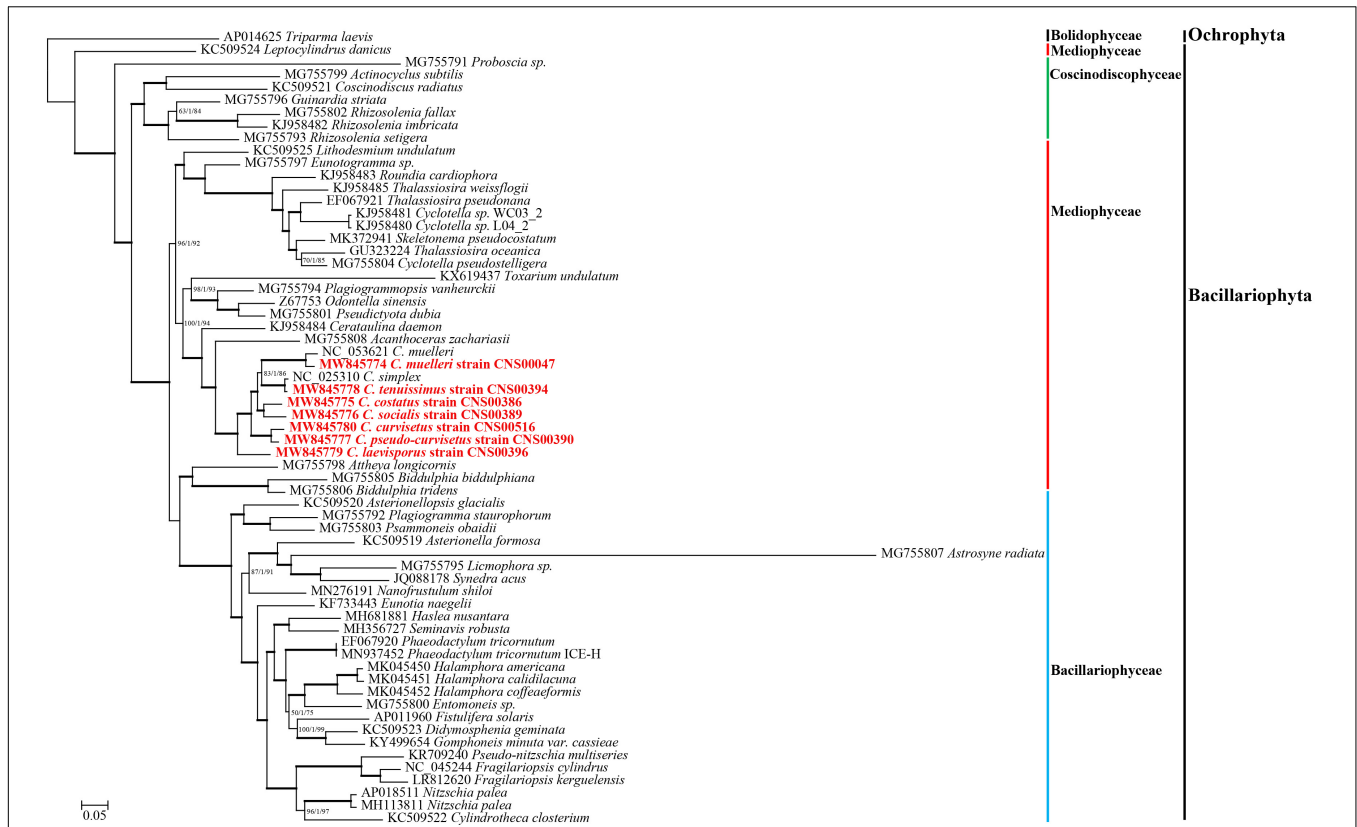 AP014625 Triparma laevis
KC509524 Leptocylindrus danicus
MG755791 Proboscia sp.
MG755799 Actinocyclus subtilis
KC509521 Coscinodiscus radiatus
MG755796 Guinardia striata
63/1/84
MG755802 Rhizosolenia fallax
KJ958482 Rhizosolenia imbricata
MG755793 Rhizosolenia setigera
KC509525 Lithodesmium undulatum
MG755797 Eunotogramma sp.
KJ958483 Roundia cardiophora
KJ958485 Thalassiosira weissflogii
EF067921 Thalassiosira pseudonana
KJ958481 Cyclotella sp. WC03_2
KJ958480 Cyclotella sp. L04_2
MK372941 Skeletonema pseudocostatum
96/1/92
GU323224 Thalassiosira oceanica
70/1/85
MG755804 Cyclotella pseudostelligera
KX619437 Toxarium undulatum
98/1/93
MG755794 Plagiogrammopsis vanheurckii
Z67753 Odontella sinensis
MG755801 Pseudictyota dubia
100/1/94
KJ958484 Cerataulina daemon
MG755808 Acanthoceras zachariasii
NC_053621 C. muelleri
MW845774 C. muelleri strain CNS00047
83/1/86
NC_025310 C. simplex
MW845778 C. tenuissimus strain CNS00394
MW845775 C. costatus strain CNS00386
MW845776 C. socialis strain CNS00389
MW845780 C. curvisetus strain CNS00516
MW845777 C. pseudo-curvisetus strain CNS00390
MW845779 C. laevisporus strain CNS00396
MG755798 Attheya longicornis
MG755805 Biddulphia biddulphiana
MG755806 Biddulphia tridens
KC509520 Asterionellopsis glacialis
MG755792 Plagiogramma staurophorum
MG755803 Psammoneis obaidii
KC509519 Asterionella formosa
MG755807 Astrosyne radiata
87/1/91
MG755795 Licmophora sp.
JQ088178 Synedra acus
MN276191 Nanofrustulum shiloi
KF733443 Eunotia naegelii
MH681881 Haslea nusantara
MH356727 Seminavis robusta
EF067920 Phaeodactylum tricornutum
MN937452 Phaeodactylum tricornutum ICE-H
MK045450 Halamphora americana
MK045451 Halamphora calidilacuna
MK045452 Halamphora coffeaeformis
MG755800 Entomoneis sp.
50/1/75
AP011960 Fistulifera solaris
100/1/99
KC509523 Didymosphenia geminata
KY499654 Gomphoneis minuta var. cassieae
KR709240 Pseudo-nitzschia multiseries
NC_045244 Fragilariopsis cylindrus
LR812620 Fragilariopsis kerguelensis
AP018511 Nitzschia palea
MH113811 Nitzschia palea
96/1/97
KC509522 Cylindrotheca closterium
0.05
Bolidophyceae
Mediophyceae
Coscinodiscophyceae
Mediophyceae
Bacillariophyceae
Ochrophyta
Bacillariophyta